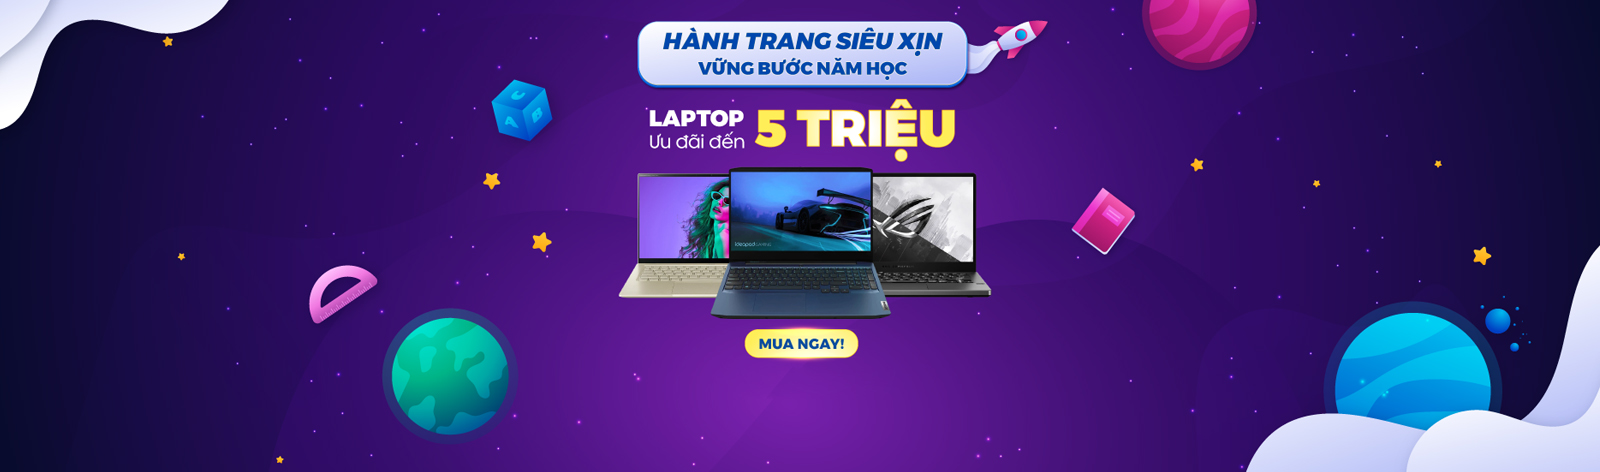 HÀNH TRANG SIÊU XỊN
VỮNG BƯỚC NĂM HỌC
LAPTOP
Ưu đãi đến
5 TRIỆU
C
A B
MUA NGAY!